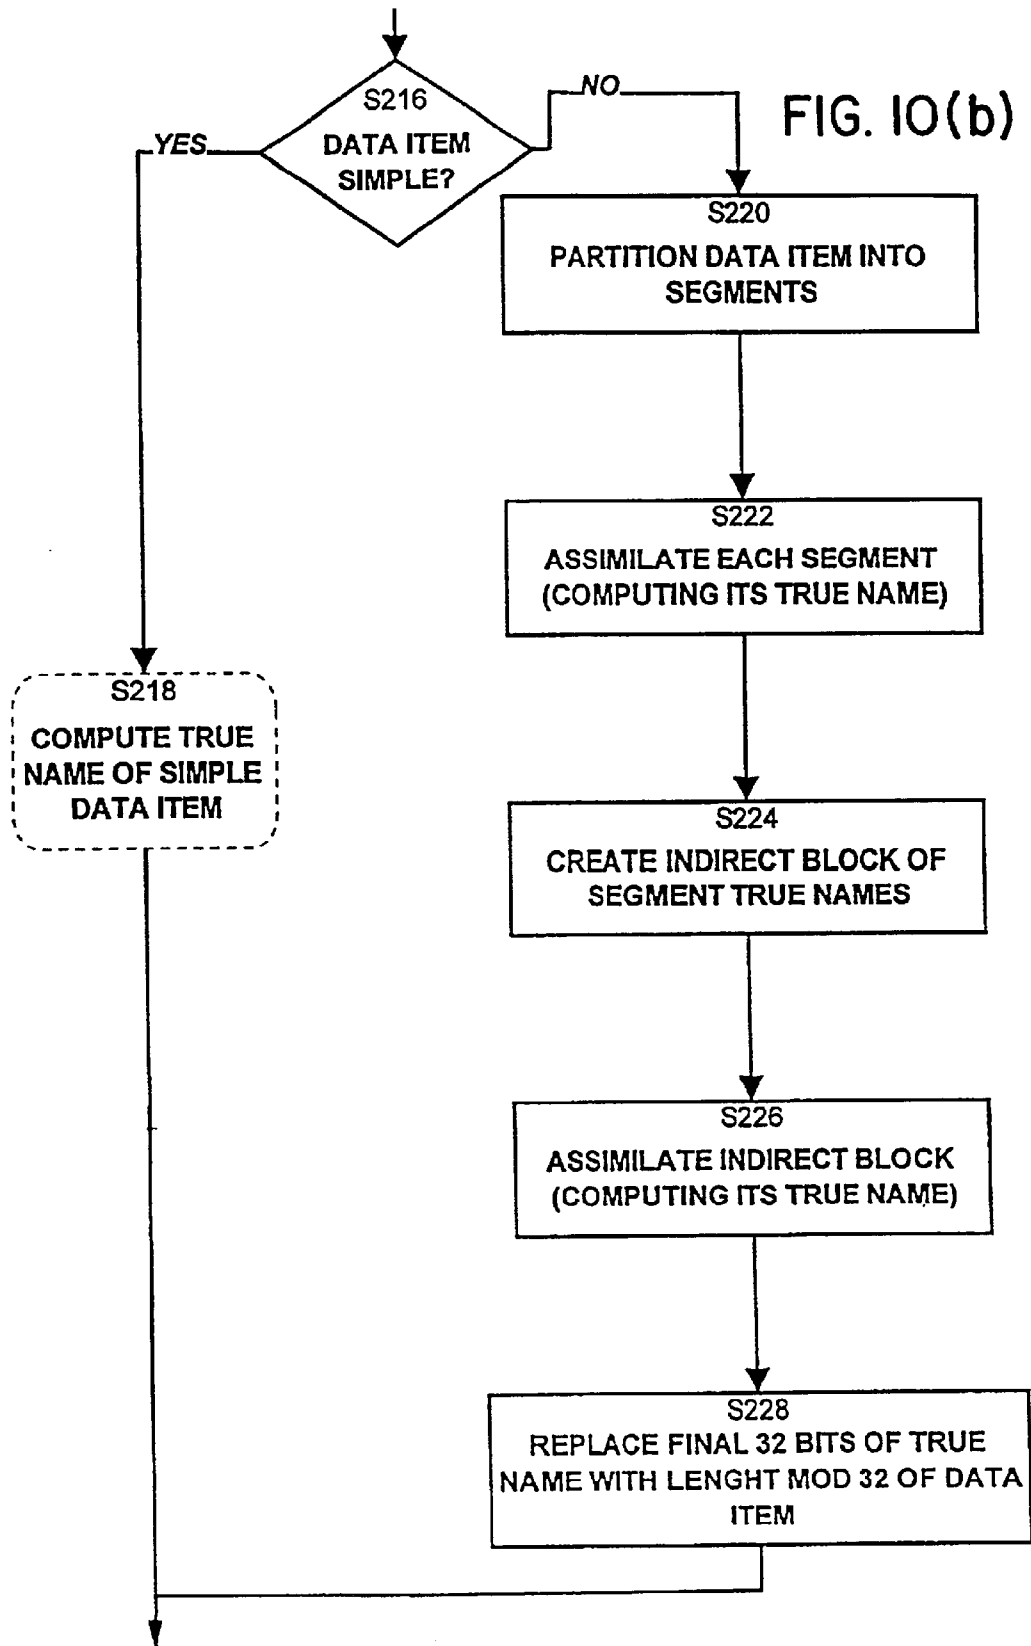 FIG. 10(b)
S216
DATA ITEM
SIMPLE?
YES
NO
S220
PARTITION DATA ITEM INTO
SEGMENTS
S222
ASSIMILATE EACH SEGMENT
(COMPUTING ITS TRUE NAME)
S218
COMPUTE TRUE
NAME OF SIMPLE
DATA ITEM
S224
CREATE INDIRECT BLOCK OF
SEGMENT TRUE NAMES
S226
ASSIMILATE INDIRECT BLOCK
(COMPUTING ITS TRUE NAME)
S228
REPLACE FINAL 32 BITS OF TRUE
NAME WITH LENGHT MOD 32 OF DATA
ITEM